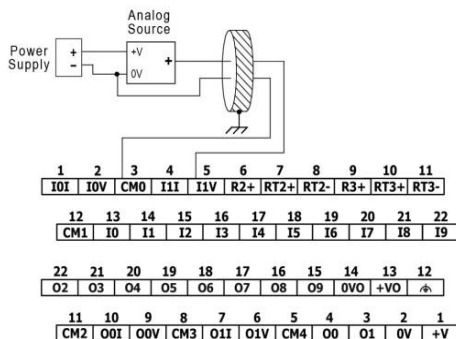 Analog
Source
Power
Supply
+
-
+V
0V
+
1 2 3 4 5 6 7 8 9 10 11
I0I I0V CM0 I1I I1V R2+ RT2+ RT2- R3+ RT3+ RT3-
12 13 14 15 16 17 18 19 20 21 22
CM1 I0 I1 I2 I3 I4 I5 I6 I7 I8 I9
22 21 20 19 18 17 16 15 14 13 12
O2 O3 O4 O5 O6 O7 O8 O9 0VO +VO
11 10 9 8 7 6 5 4 3 2 1
CM2 O0I O0V CM3 O1I O1V CM4 O0 O1 0V +V